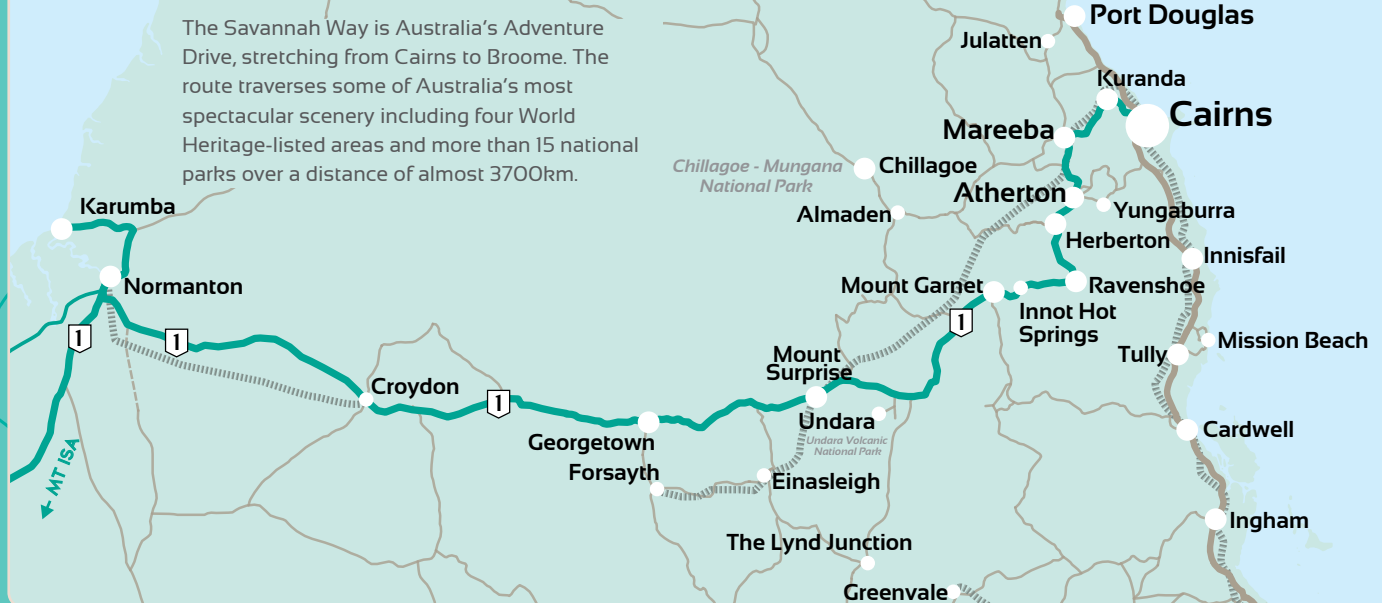 The Savannah Way is Australia's Adventure
Drive, stretching from Cairns to Broome. The
route traverses some of Australia's most
spectacular scenery including four World
Heritage-listed areas and more than 15 national
parks over a distance of almost 3700km.
Port Douglas
Julatten
Kuranda
Cairns
Mareeba
Chillagoe - Mungana
National Park
Chillagoe
Atherton
Almaden
Yungaburra
Karumba
Herberton
Innisfail
Normanton
Mount Garnet
Ravenshoe
Innot Hot
Springs
1
1
1
Mission Beach
Mount
Surprise
Tully
Croydon
1
Undara
Undara Volcanic
National Park
Georgetown
Cardwell
Forsayth
Einasleigh
← MT ISA
Ingham
The Lynd Junction
Greenvale